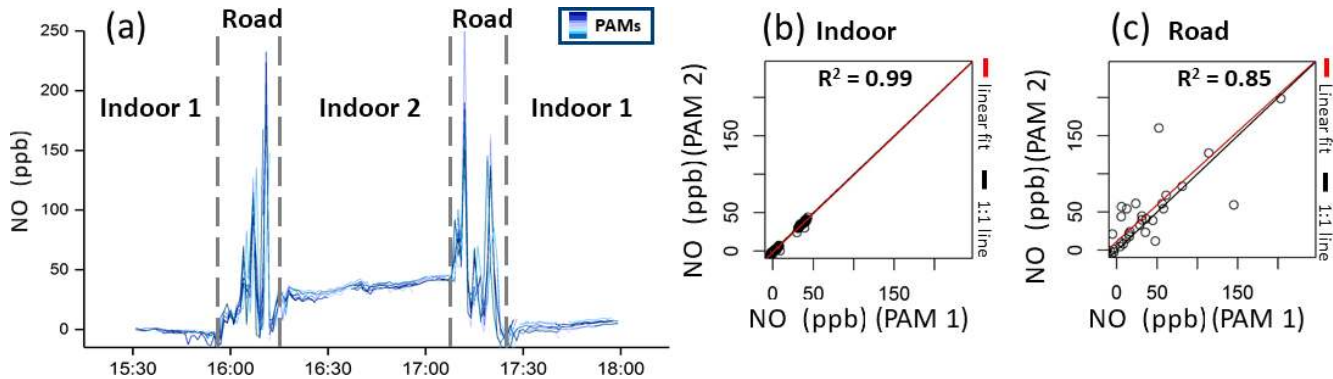 (a)
Road
Road
PAMs
Indoor 1
Indoor 2
Indoor 1
NO (ppb)
250
200
150
100
50
0
15:30
16:00
16:30
17:00
17:30
18:00
(b) Indoor
R² = 0.99
NO (ppb) (PAM 2)
150
50
0
0
50
150
NO (ppb) (PAM 1)
linear fit
1:1 line
(c) Road
R² = 0.85
NO (ppb) (PAM 2)
150
50
0
0
50
150
NO (ppb) (PAM 1)
Linear fit
1:1 line